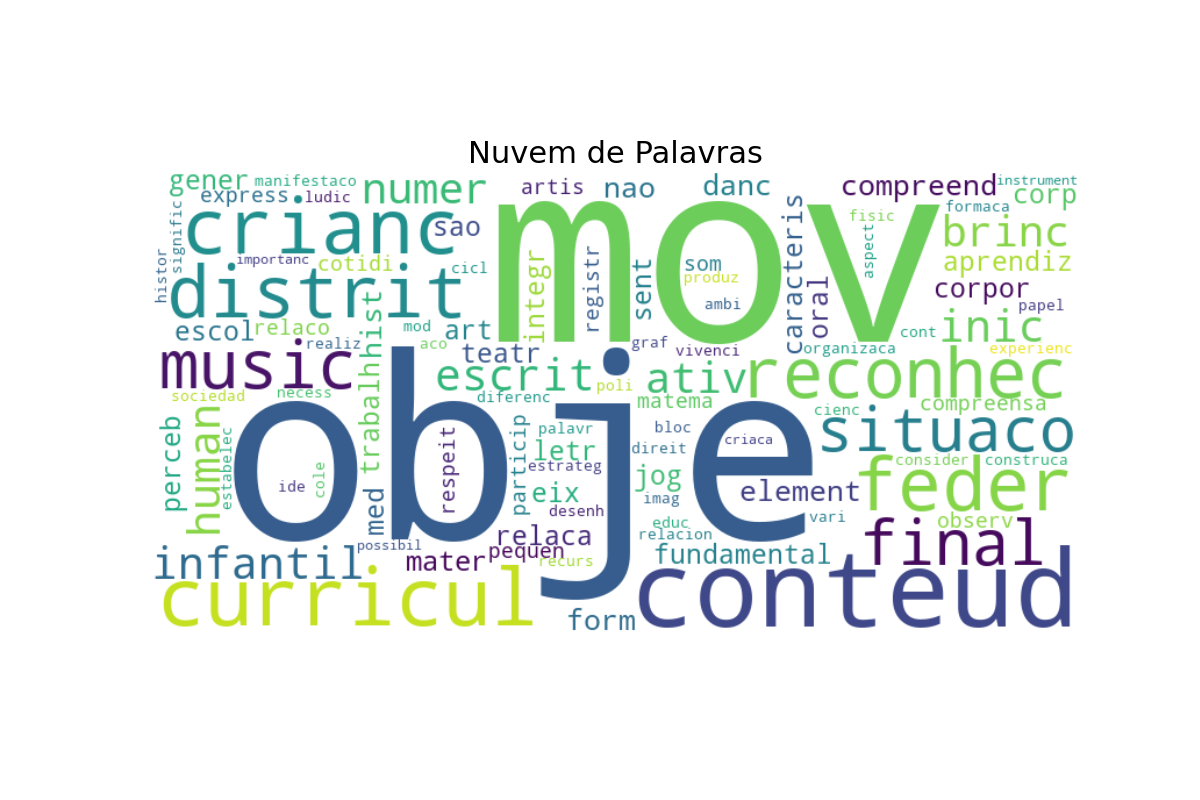 Nuvem de Palavras
gener
manifestaco
express
ludic
numer
artis
nao
danc
compreend
instrument
corp
formaca
significo
histor
crianc
sao
mov
fisic
brinc
importanc
cotidi
cicl
integr
registr
sent
som
produz
ambi
caracteris
oral
aspect
aprendiz
corpor
papel
distrit
escol
relaco
realiz
trabalhhist
mod
aco
art
teatr
graf
vivenci
organizaca
cont
inic
experienc
music
sociedad
necess
escrit
diferenc
poli
ativ
matema
reconhec
cienc
compreensa
perceb
human
estabelec
obje
ide
cole
med
respeit
particip
palavr
letr
estrateg
eix
desenh
bloc
direit
jog
imag
criaca
element
situaco
consider
construca
feder
vari
observ
educ
relacion
relaca
possibil
infantil
mater
pequen
recurs
fundamental
final
curricul
form
conteud